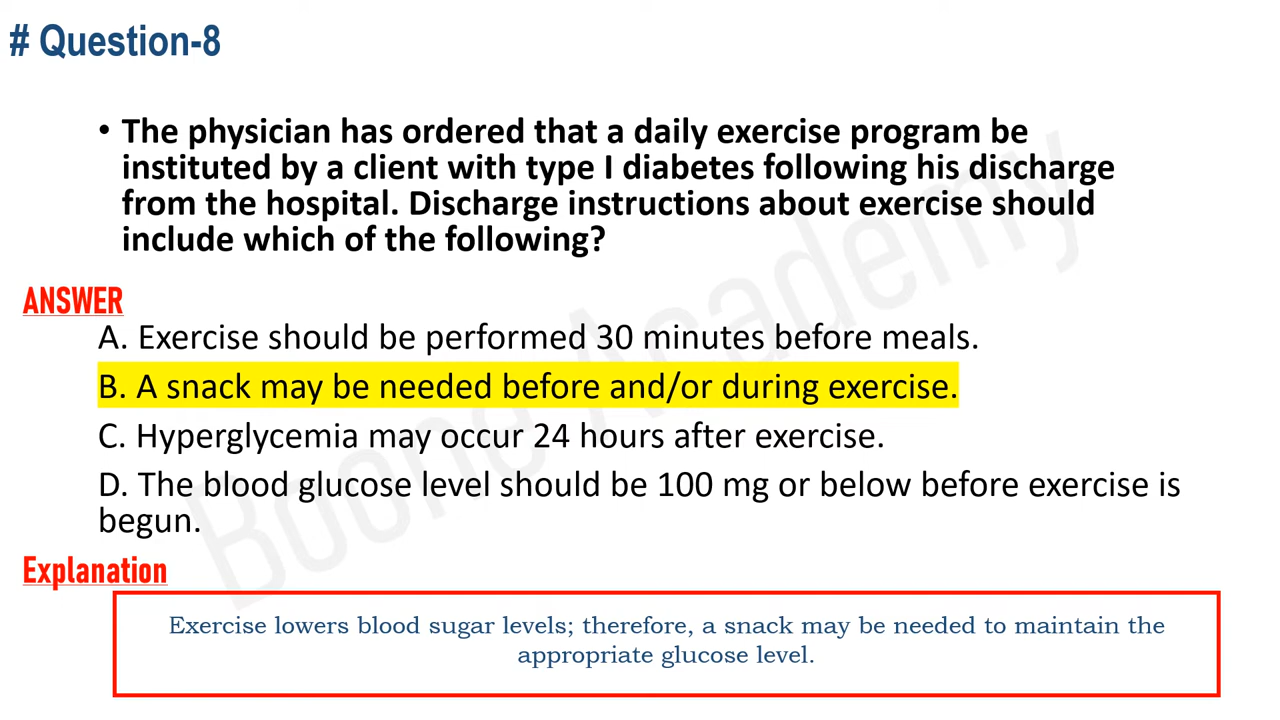 # Question-8
• The physician has ordered that a daily exercise program be
instituted by a client with type I diabetes following his discharge
from the hospital. Discharge instructions about exercise should
include which of the following?
ANSWER
A. Exercise should be performed 30 minutes before meals.
B. A snack may be needed before and/or during exercise.
C. Hyperglycemia may occur 24 hours after exercise.
D. The blood glucose level should be 100 mg or below before exercise is
begun.
Explanation
Exercise lowers blood sugar levels; therefore, a snack may be needed to maintain the
appropriate glucose level.
Boone Academy